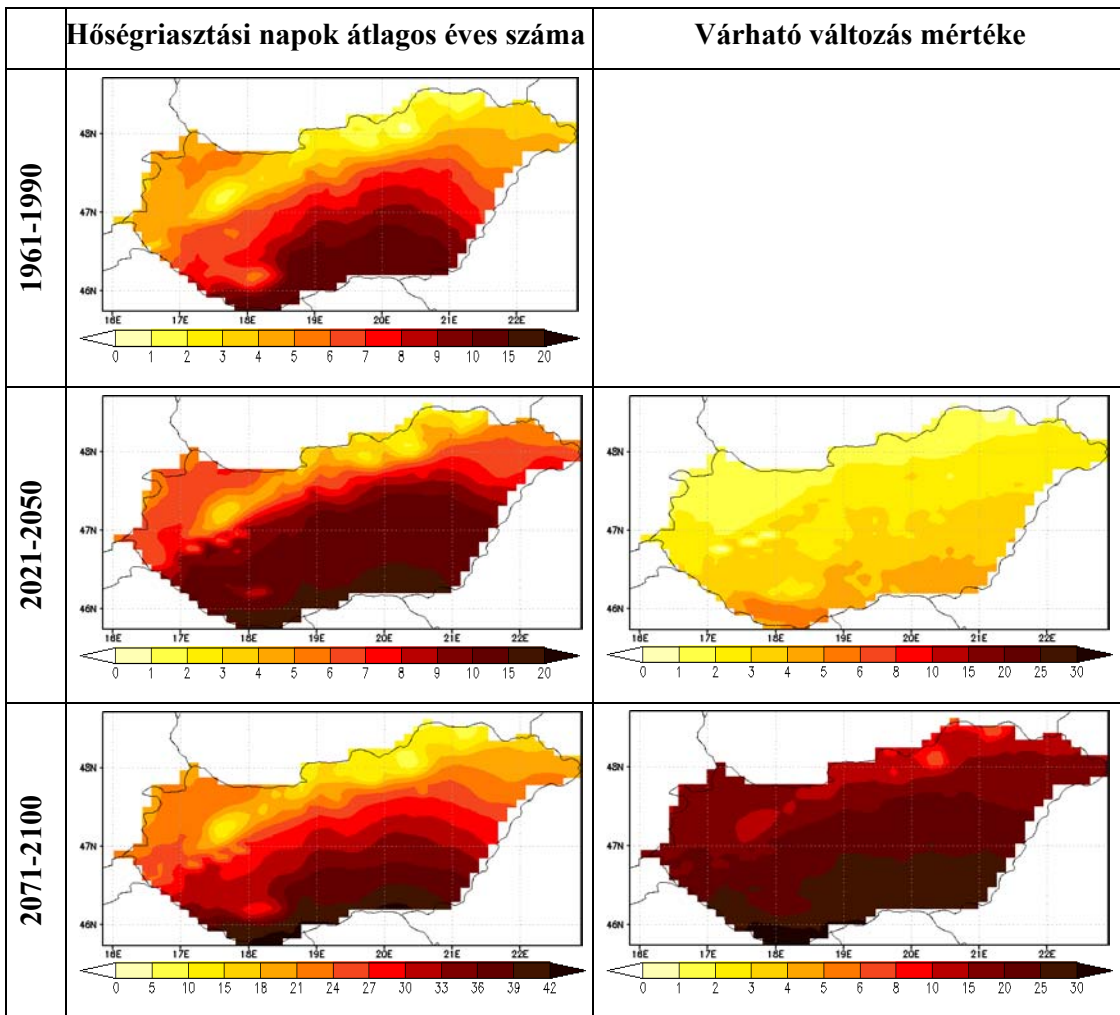 Hőségriasztási napok átlagos éves száma
Várható változás mértéke
1961-1990
48N
47N
46N
16E 17E 18E 19E 20E 21E 22E
0 1 2 3 4 5 6 7 8 9 10 15 20
2021-2050
48N
47N
46N
16E 17E 18E 19E 20E 21E 22E
0 1 2 3 4 5 6 7 8 9 10 15 20
48N
47N
46N
16E 17E 18E 19E 20E 21E 22E
0 1 2 3 4 5 6 8 10 15 20 25 30
2071-2100
48N
47N
46N
16E 17E 18E 19E 20E 21E 22E
0 5 10 15 18 21 24 27 30 33 36 39 42
48N
47N
46N
16E 17E 18E 19E 20E 21E 22E
0 1 2 3 4 5 6 8 10 15 20 25 30